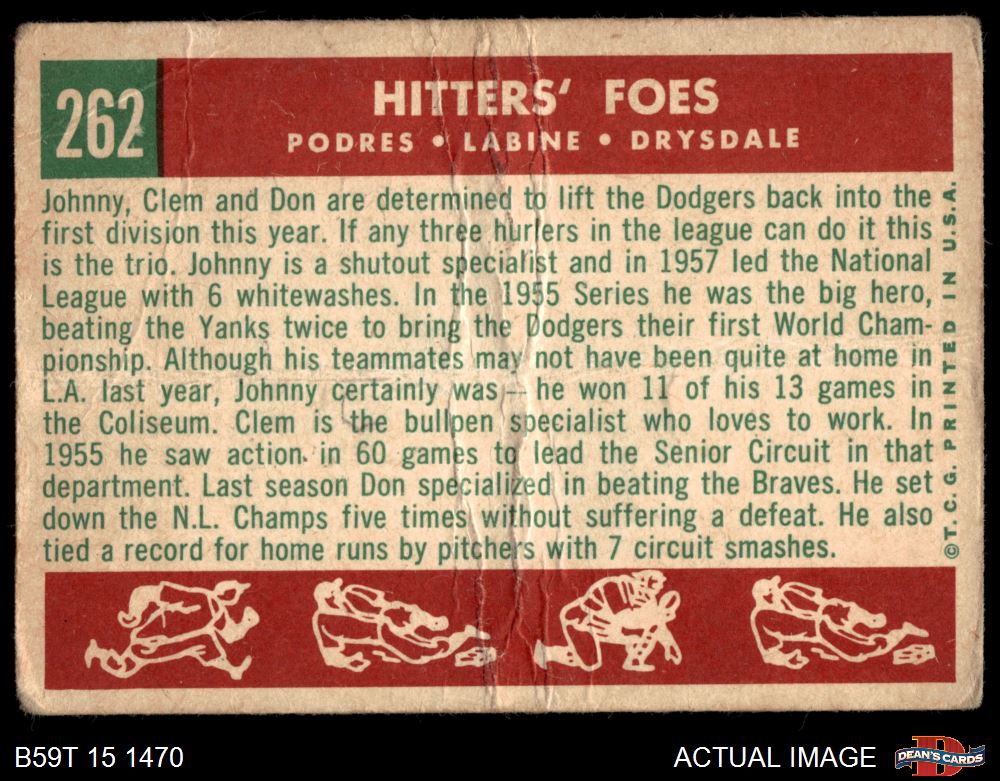 262
HITTERS' FOES
PODRES • LABINE • DRYSDALE
Johnny, Clem and Don are determined to lift the Dodgers back into the
first division this year. If any three hurlers in the league can do it this
is the trio. Johnny is a shutout specialist and in 1957 led the National
League with 6 whitewashes. In the 1955 Series he was the big hero,
beating the Yanks twice to bring the Dodgers their first World Cham-
pionship. Although his teammates may not have been quite at home in
L.A. last year, Johnny certainly was — he won 11 of his 13 games in
the Coliseum. Clem is the bullpen specialist who loves to work. In
1955 he saw action in 60 games to lead the Senior Circuit in that
department. Last season Don specialized in beating the Braves. He set
down the N.L. Champs five times without suffering a defeat. He also
tied a record for home runs by pitchers with 7 circuit smashes.
©T. C. G. PRINTED IN U.S.A.
B59T 15 1470
ACTUAL IMAGE
D
DEAN'S CARDS